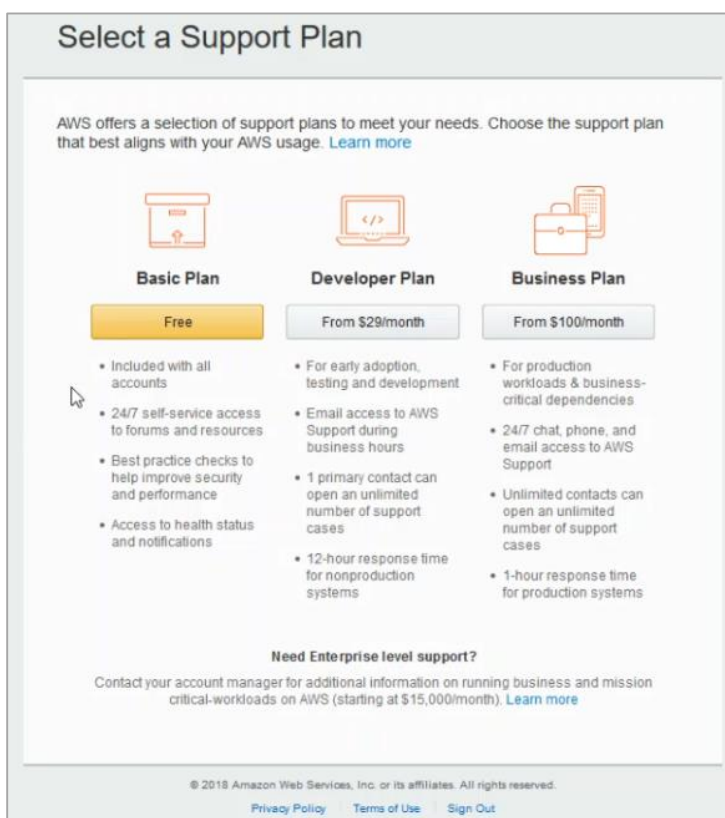 Select a Support Plan
AWS offers a selection of support plans to meet your needs. Choose the support plan
that best aligns with your AWS usage. Learn more
</>
Basic Plan
Free
• Included with all
accounts
• 24/7 self-service access
to forums and resources
• Best practice checks to
help improve security
and performance
• Access to health status
and notifications
Developer Plan
From $29/month
• For early adoption,
testing and development
• Email access to AWS
Support during
business hours
• 1 primary contact can
open an unlimited
number of support
cases
• 12-hour response time
for nonproduction
systems
Business Plan
From $100/month
• For production
workloads & business-
critical dependencies
• 24/7 chat, phone, and
email access to AWS
Support
• Unlimited contacts can
open an unlimited
number of support
cases
• 1-hour response time
for production systems
Need Enterprise level support?
Contact your account manager for additional information on running business and mission
critical-workloads on AWS (starting at $15,000/month). Learn more
© 2018 Amazon Web Services, Inc. or its affiliates. All rights reserved.
Privacy Policy Terms of Use Sign Out